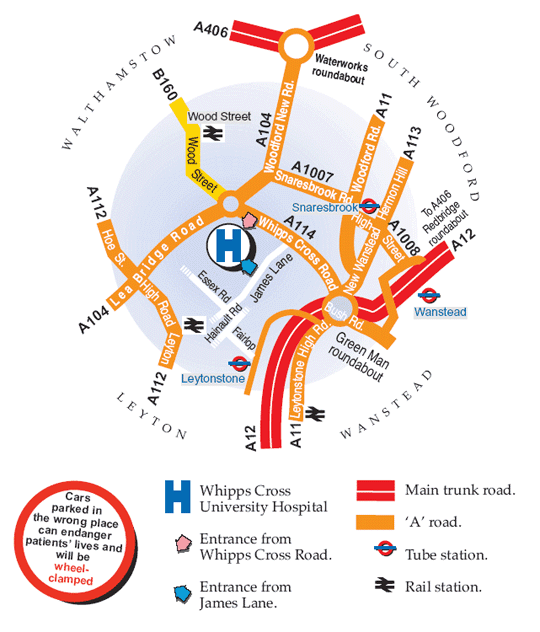 WALTHAMSTOW
SOUTH WOODFORD
A406
Waterworks
roundabout
B160
Wood Street
Wood
Street
A104
Woodford New Rd.
A11
Woodford Rd.
A113
Hermon Hill
A1007
Snaresbrook Rd.
Snaresbrook
High
Street
A1008
To A406
Redbridge
roundabout
A12
A112
Hoe St.
Lea Bridge Road
A104
H
A114
Whipps Cross Road
New Wanstead
Essex Rd
James Lane
Hainault Rd
Fairlop
High Road Leyton
A112
Leytonstone
Bush Rd.
Wanstead
Green Man
roundabout
Leytonstone High Rd.
A12
A11
LEYTON
WANSTEAD
Cars
parked in
the wrong place
can endanger
patients' lives and
will be
wheel-
clamped
H
Whipps Cross
University Hospital
Entrance from
Whipps Cross Road.
Entrance from
James Lane.
Main trunk road.
'A' road.
Tube station.
Rail station.